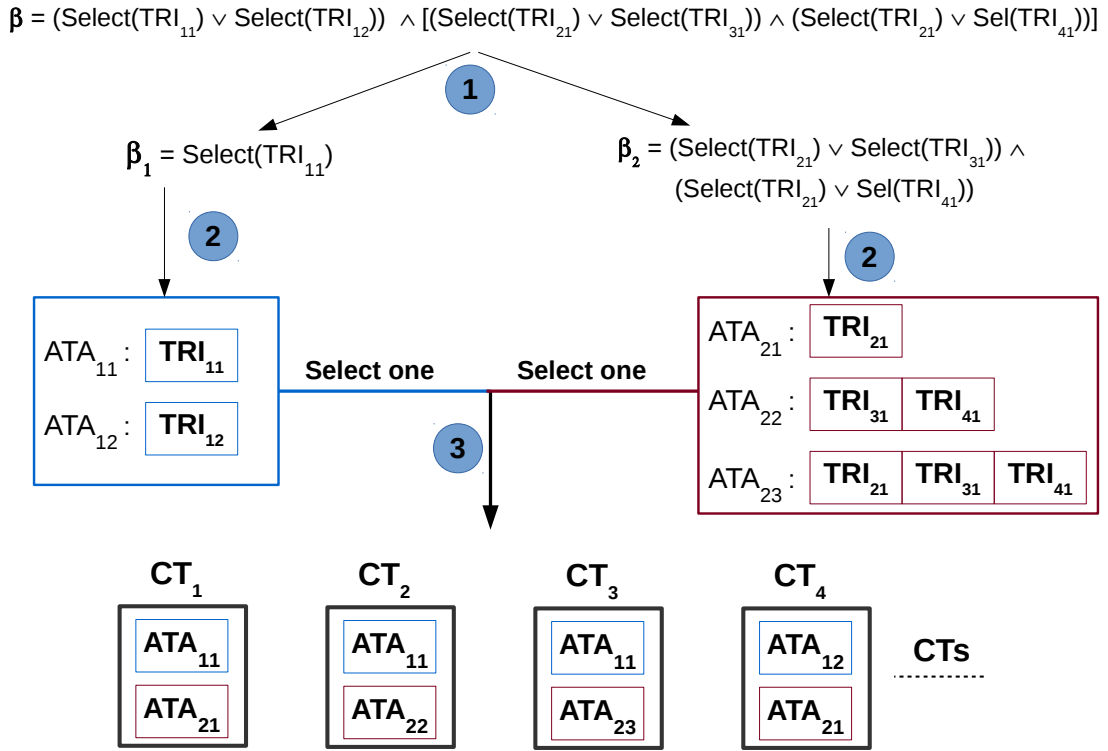 β = (Select(TRI₁₁) ∨ Select(TRI₁₂)) ∧ [(Select(TRI₂₁) ∨ Select(TRI₃₁)) ∧ (Select(TRI₂₁) ∨ Sel(TRI₄₁))]
1
β₁ = Select(TRI₁₁)
β₂ = (Select(TRI₂₁) ∨ Select(TRI₃₁)) ∧
(Select(TRI₂₁) ∨ Sel(TRI₄₁))
2
2
ATA₁₁ : TRI₁₁
ATA₁₂ : TRI₁₂
Select one
Select one
ATA₂₁ : TRI₂₁
ATA₂₂ : TRI₃₁ TRI₄₁
ATA₂₃ : TRI₂₁ TRI₃₁ TRI₄₁
3
CT₁
ATA₁₁
ATA₂₁
CT₂
ATA₁₁
ATA₂₂
CT₃
ATA₁₁
ATA₂₃
CT₄
ATA₁₂
ATA₂₁
CTs